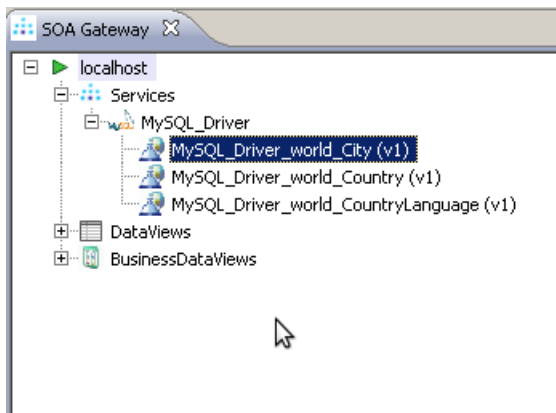 SOA Gateway
localhost
Services
MySQL_Driver
MySQL_Driver_world_City (v1)
MySQL_Driver_world_Country (v1)
MySQL_Driver_world_CountryLanguage (v1)
DataViews
BusinessDataViews